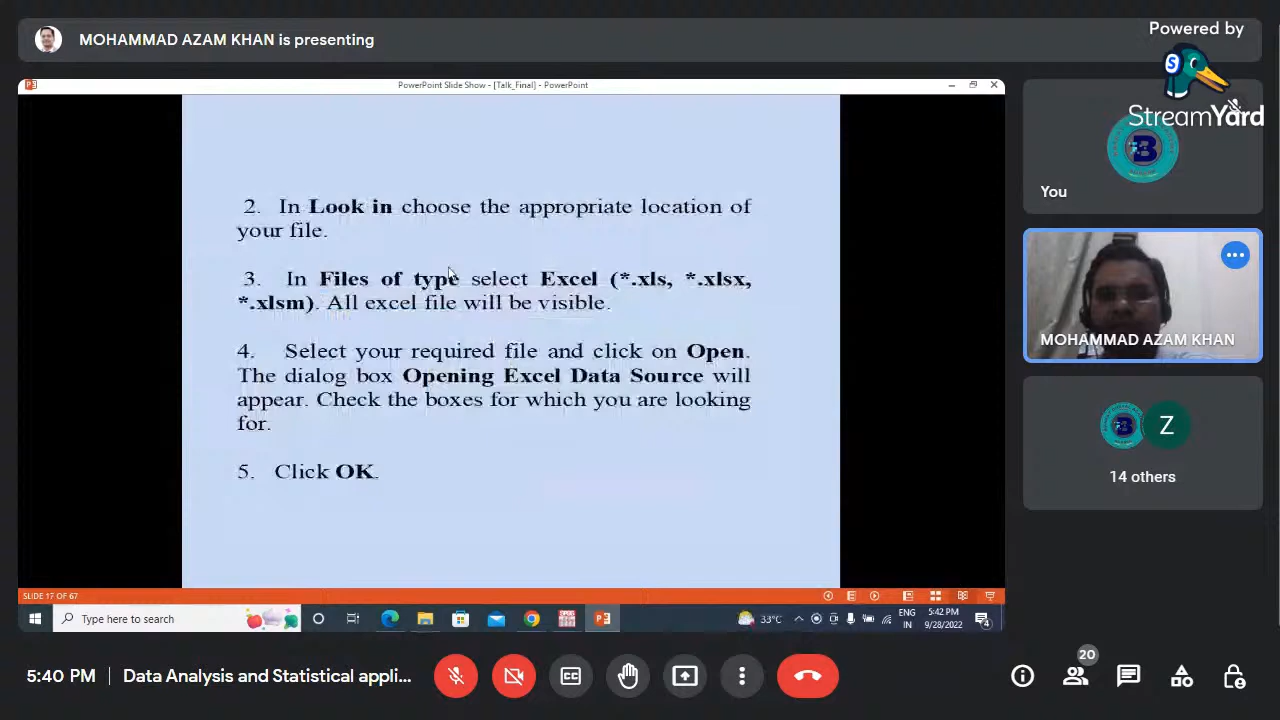 MOHAMMAD AZAM KHAN is presenting
Powered by
StreamYard
PowerPoint Slide Show - [Talk_Final] - PowerPoint
2. In Look in choose the appropriate location of
your file.
3. In Files of type select Excel (*.xls, *.xlsx,
*.xlsm). All excel file will be visible.
4. Select your required file and click on Open.
The dialog box Opening Excel Data Source will
appear. Check the boxes for which you are looking
for.
5. Click OK.
You
MOHAMMAD AZAM KHAN
Z
14 others
SLIDE 17 OF 67
Type here to search
33°C
ENG
IN
5:42 PM
9/28/2022
4
5:40 PM
Data Analysis and Statistical appli...
20